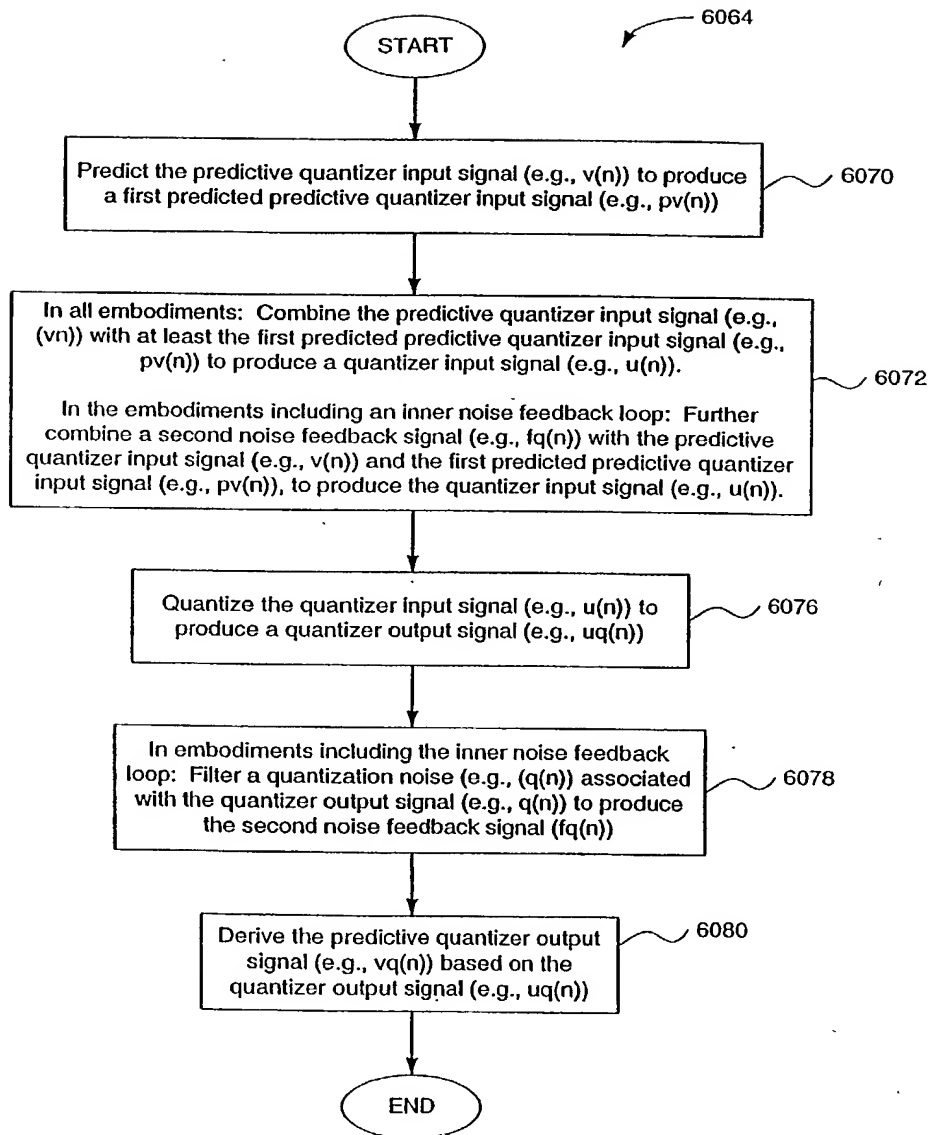 6064
START
Predict the predictive quantizer input signal (e.g., v(n)) to produce
a first predicted predictive quantizer input signal (e.g., pv(n))
6070
In all embodiments: Combine the predictive quantizer input signal (e.g.,
(vn)) with at least the first predicted predictive quantizer input signal (e.g.,
pv(n)) to produce a quantizer input signal (e.g., u(n)).
In the embodiments including an inner noise feedback loop: Further
combine a second noise feedback signal (e.g., fq(n)) with the predictive
quantizer input signal (e.g., v(n)) and the first predicted predictive quantizer
input signal (e.g., pv(n)), to produce the quantizer input signal (e.g., u(n)).
6072
Quantize the quantizer input signal (e.g., u(n)) to
produce a quantizer output signal (e.g., uq(n))
6076
In embodiments including the inner noise feedback
loop: Filter a quantization noise (e.g., (q(n)) associated
with the quantizer output signal (e.g., q(n)) to produce
the second noise feedback signal (fq(n))
6078
Derive the predictive quantizer output
signal (e.g., vq(n)) based on the
quantizer output signal (e.g., uq(n))
6080
END